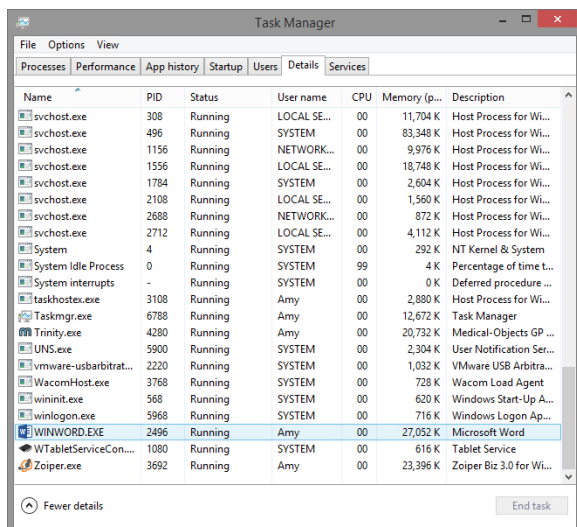 Task Manager
File Options View
Processes Performance App history Startup Users Details Services
Name PID Status User name CPU Memory (p... Description
svchost.exe 308 Running LOCAL SE... 00 11,704 K Host Process for Wi...
svchost.exe 496 Running SYSTEM 00 83,348 K Host Process for Wi...
svchost.exe 1156 Running NETWORK... 00 9,976 K Host Process for Wi...
svchost.exe 1556 Running LOCAL SE... 00 18,748 K Host Process for Wi...
svchost.exe 1784 Running SYSTEM 00 2,604 K Host Process for Wi...
svchost.exe 2108 Running LOCAL SE... 00 1,560 K Host Process for Wi...
svchost.exe 2688 Running NETWORK... 00 872 K Host Process for Wi...
svchost.exe 2712 Running LOCAL SE... 00 4,112 K Host Process for Wi...
System 4 Running SYSTEM 00 292 K NT Kernel & System
System Idle Process 0 Running SYSTEM 99 4 K Percentage of time t...
System interrupts - Running SYSTEM 00 0 K Deferred procedure ...
taskhostex.exe 3108 Running Amy 00 2,880 K Host Process for Wi...
Taskmgr.exe 6788 Running Amy 00 12,672 K Task Manager
Trinity.exe 4280 Running Amy 00 20,732 K Medical-Objects GP ...
UNS.exe 5900 Running SYSTEM 00 2,304 K User Notification Ser...
vmware-usbarbitrat... 2220 Running SYSTEM 00 1,032 K VMware USB Arbitra...
WacomHost.exe 3768 Running SYSTEM 00 728 K Wacom Load Agent
wininit.exe 568 Running SYSTEM 00 620 K Windows Start-Up A...
winlogon.exe 5968 Running SYSTEM 00 716 K Windows Logon Ap...
WINWORD.EXE 2496 Running Amy 00 27,052 K Microsoft Word
WTabletServiceCon.... 1080 Running SYSTEM 00 616 K Tablet Service
Zoiper.exe 3692 Running Amy 00 23,396 K Zoiper Biz 3.0 for Wi...
Fewer details End task